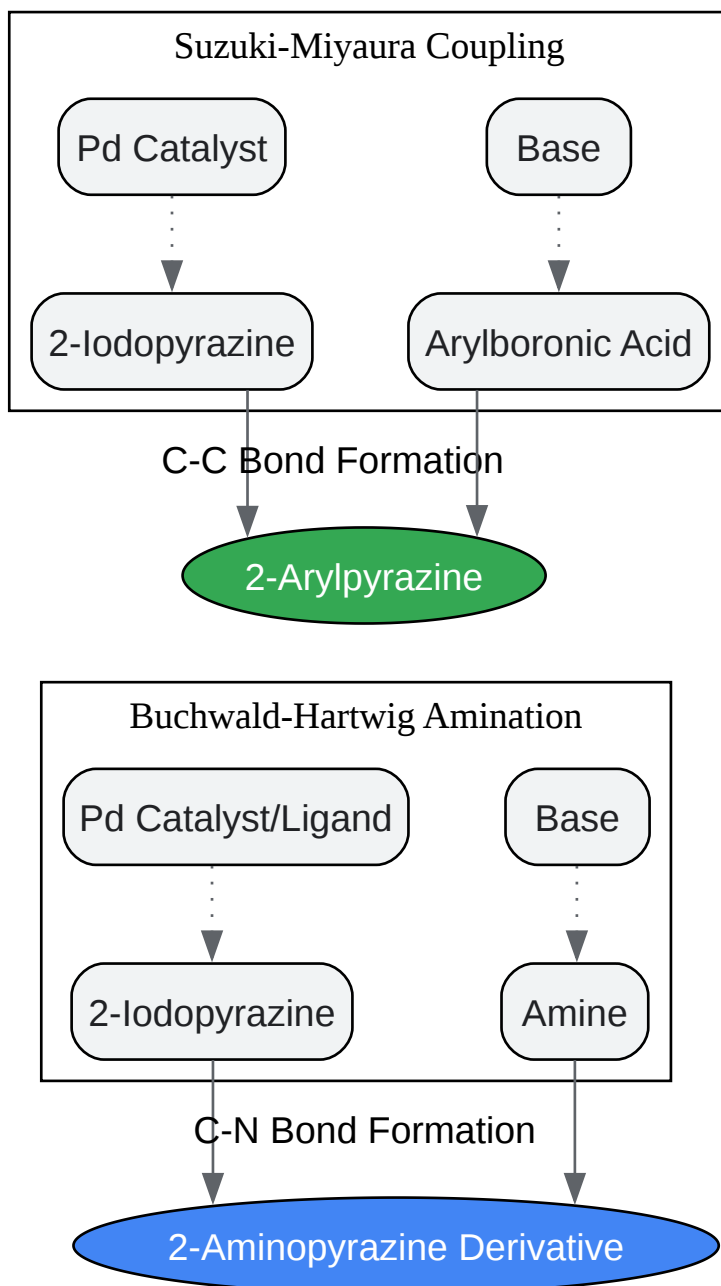 Suzuki-Miyaura Coupling
Pd Catalyst
Base
2-Iodopyrazine
Arylboronic Acid
C-C Bond Formation
2-Arylpyrazine
Buchwald-Hartwig Amination
Pd Catalyst/Ligand
Base
2-Iodopyrazine
Amine
C-N Bond Formation
2-Aminopyrazine Derivative